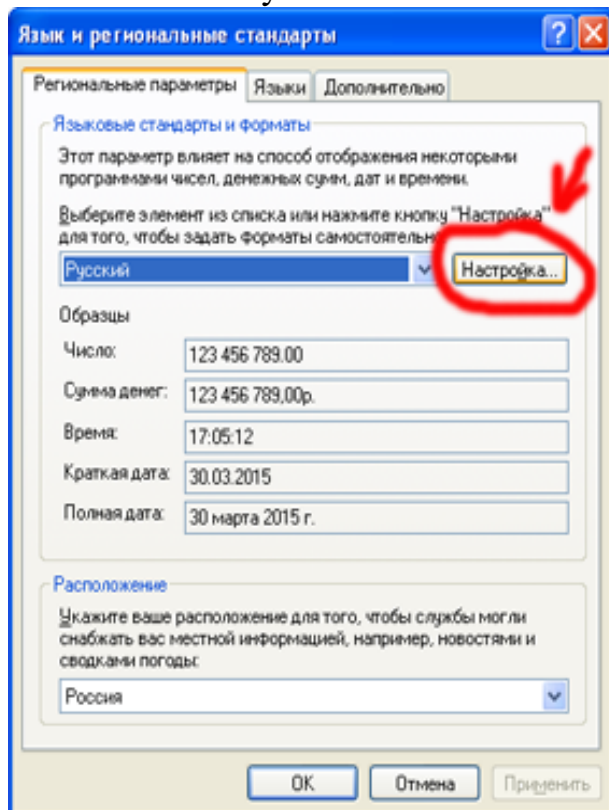 у
Язык и региональные стандарты
Региональные параметры Языки Дополнительно
Языковые стандарты и форматы
Этот параметр влияет на способ отображения некоторыми
программами чисел, денежных сумм, дат и времени.
Выберите элемент из списка или нажмите кнопку "Настройка"
для того, чтобы задать форматы самостоятельно
Русский Настройка...
Образцы
Число: 123 456 789.00
Сумма денег: 123 456 789,00р.
Время: 17:05:12
Краткая дата: 30.03.2015
Полная дата: 30 марта 2015 г.
Расположение
Укажите ваше расположение для того, чтобы службы могли
снабжать вас местной информацией, например, новостями и
сводками погоды:
Россия
OK Отмена Применить